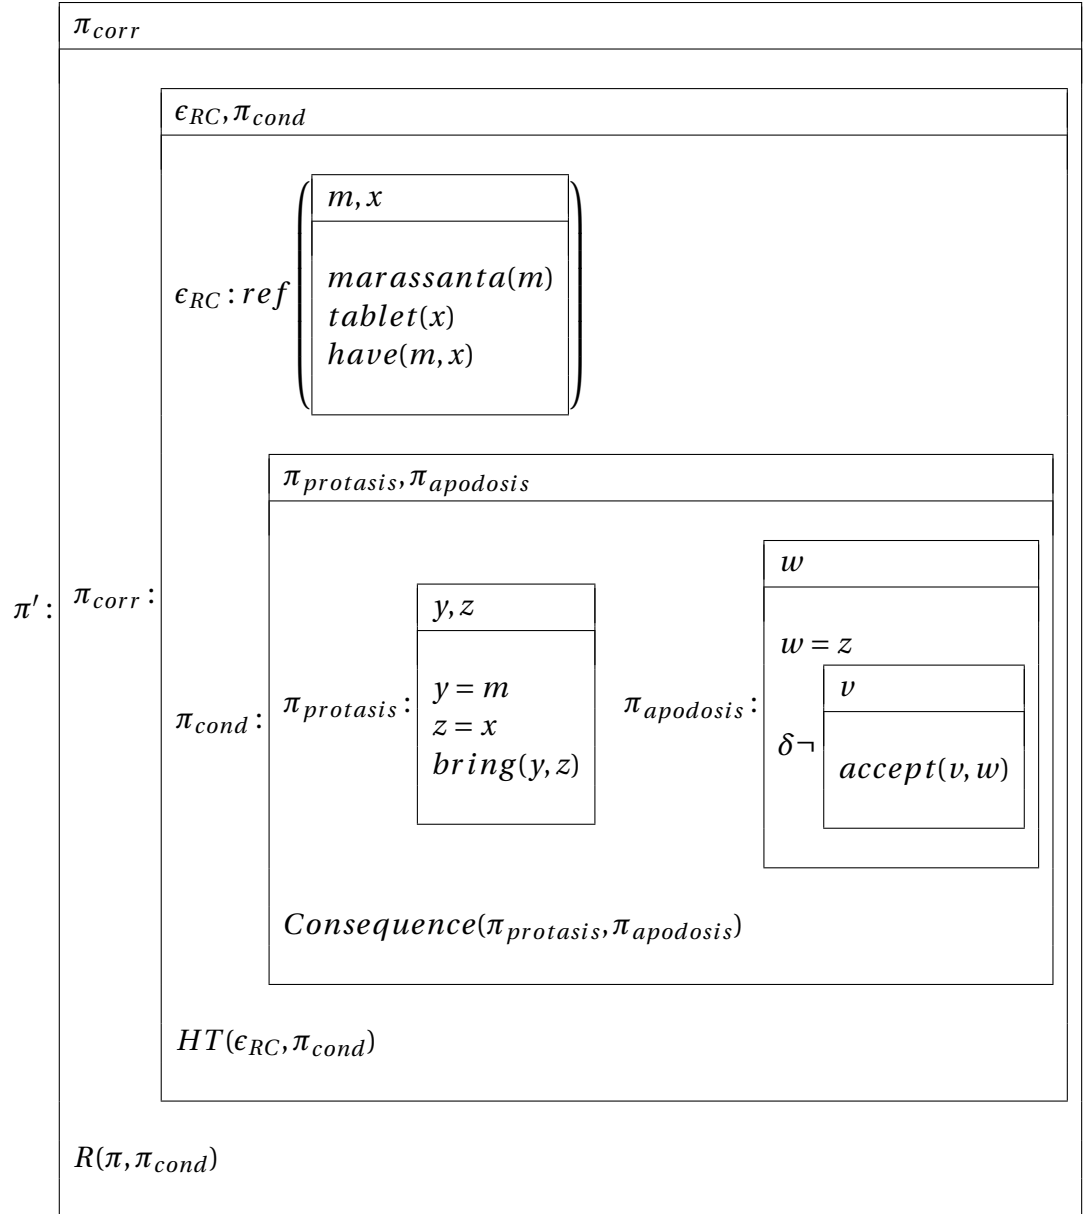 π_corr
ϵ_RC, π_cond
m, x
marassanta(m)
ϵ_RC : ref
tablet(x)
have(m, x)
π_protasis, π_apodosis
w
y, z
π′ : π_corr :
w = z
v
y = m
π_cond : π_protasis : z = x π_apodosis :
δ¬
bring(y, z)
accept(v, w)
Consequence(π_protasis, π_apodosis)
HT(ϵ_RC, π_cond)
R(π, π_cond)